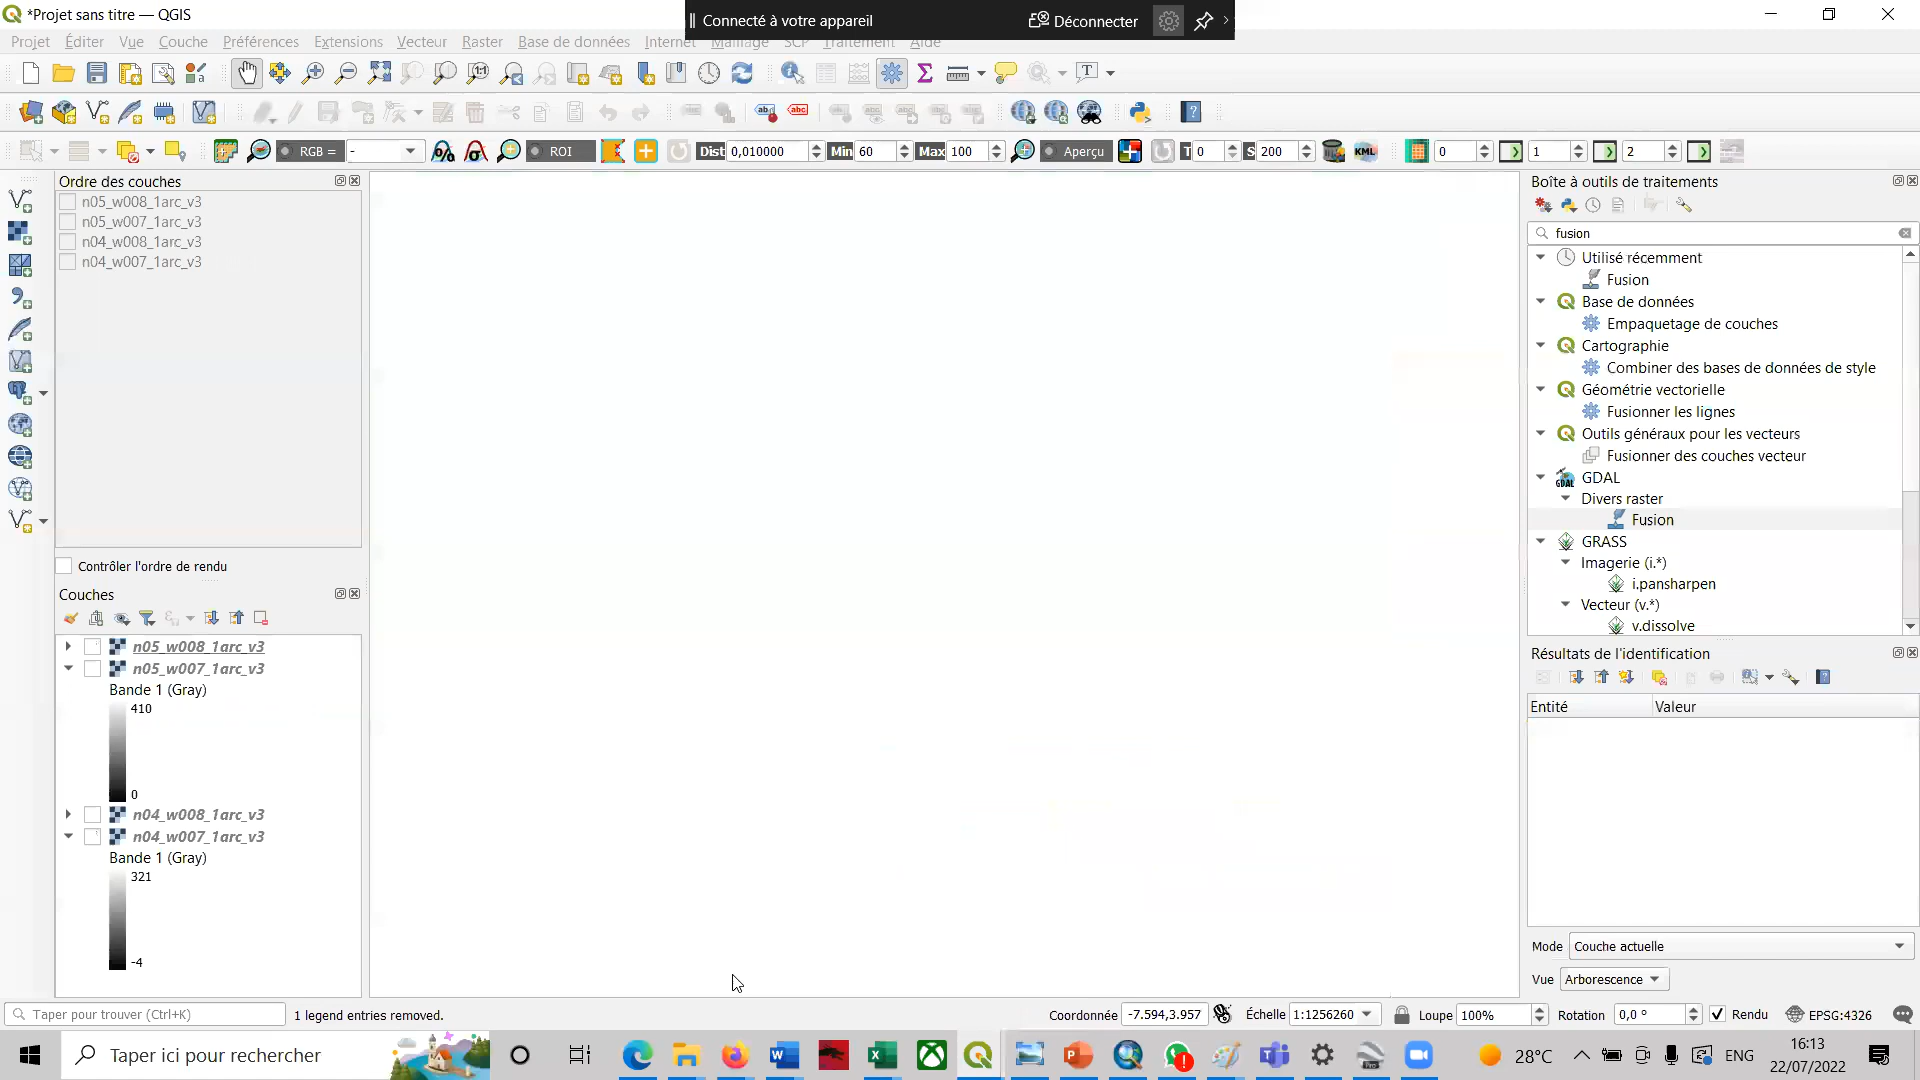 *Projet sans titre — QGIS
Connecté à votre appareil
Déconnecter
Projet Éditer Vue Couche Préférences Extensions Vecteur Raster Base de données Internet Maillage SCP Traitement Aide
RGB = - ROI Dist 0,010000 Min 60 Max 100 Aperçu T 0 S 200 KML 0 1 2
Ordre des couches
n05_w008_1arc_v3
n05_w007_1arc_v3
n04_w008_1arc_v3
n04_w007_1arc_v3
Contrôler l'ordre de rendu
Couches
n05_w008_1arc_v3
n05_w007_1arc_v3
Bande 1 (Gray)
410
0
n04_w008_1arc_v3
n04_w007_1arc_v3
Bande 1 (Gray)
321
-4
Boîte à outils de traitements
fusion
Utilisé récemment
Fusion
Base de données
Empaquetage de couches
Cartographie
Combiner des bases de données de style
Géométrie vectorielle
Fusionner les lignes
Outils généraux pour les vecteurs
Fusionner des couches vecteur
GDAL
Divers raster
Fusion
GRASS
Imagerie (i.*)
i.pansharpen
Vecteur (v.*)
v.dissolve
Résultats de l'identification
Entité Valeur
Mode Couche actuelle
Vue Arborescence
Taper pour trouver (Ctrl+K) 1 legend entries removed. Coordonnée -7.594,3.957 Échelle 1:1256260 Loupe 100% Rotation 0,0 ° Rendu EPSG:4326
Taper ici pour rechercher
28°C ENG
16:13
22/07/2022